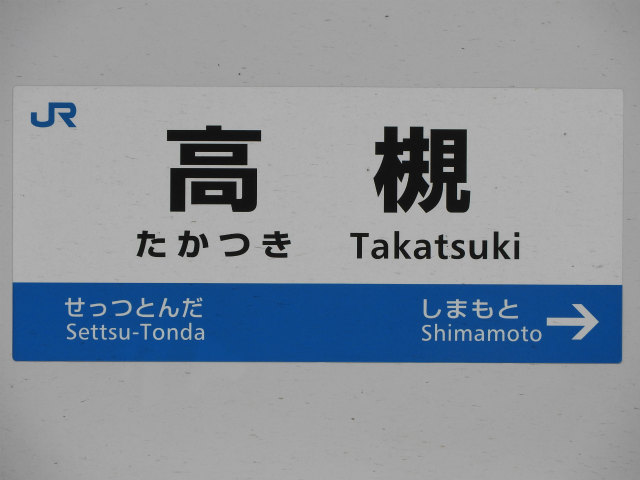 JR
高槻
たかつき Takatsuki
せっつとんだ しまもと
Settsu-Tonda Shimamoto